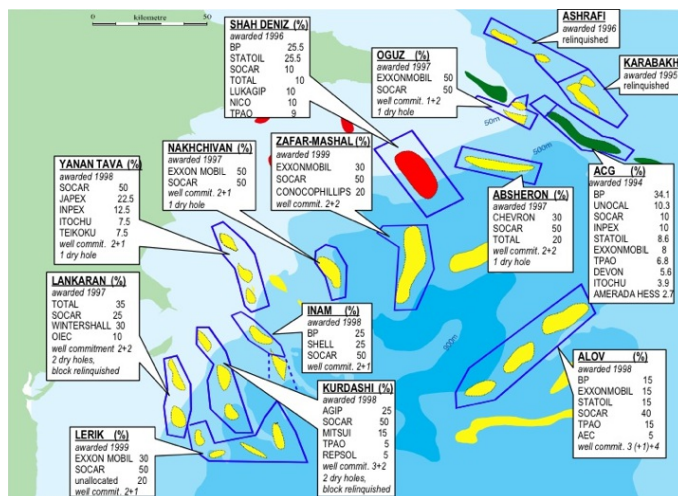 0 kilometre 50
SHAH DENIZ (%)
awarded 1996
BP 25.5
STATOIL 25.5
SOCAR 10
TOTAL 10
LUKAGIP 10
NICO 10
TPAO 9
OGUZ (%)
awarded 1997
EXXONMOBIL 50
SOCAR 50
well commit. 1+2
1 dry hole
ASHRAFI
awarded 1996
relinquished
KARABAKH
awarded 1995
relinquished
NAKHCHIVAN (%)
awarded 1997
EXXON MOBIL 50
SOCAR 50
well commit. 2+1
1 dry hole
ZAFAR-MASHAL (%)
awarded 1999
EXXONMOBIL 30
SOCAR 50
CONOCOPHILLIPS 20
well commit. 2+2
50m
500m
YANAN TAVA (%)
awarded 1998
SOCAR 50
JAPEX 22.5
INPEX 12.5
ITOCHU 7.5
TEIKOKU 7.5
well commit. 2+1
1 dry hole
ABSHERON (%)
awarded 1997
CHEVRON 30
SOCAR 50
TOTAL 20
well commit. 2+2
1 dry hole
ACG (%)
awarded 1994
BP 34.1
UNOCAL 10.3
SOCAR 10
INPEX 10
STATOIL 8.6
EXXONMOBIL 8
TPAO 6.8
DEVON 5.6
ITOCHU 3.9
AMERADA HESS 2.7
LANKARAN (%)
awarded 1997
TOTAL 35
SOCAR 25
WINTERSHALL 30
OIEC 10
well commitment 2+2
2 dry holes,
block relinquished
INAM (%)
awarded 1998
BP 25
SHELL 25
SOCAR 50
well commit. 2+1
KURDASHI (%)
awarded 1998
AGIP 25
SOCAR 50
MITSUI 15
TPAO 5
REPSOL 5
well commit. 3+2
2 dry holes,
block relinquished
ALOV (%)
awarded 1998
BP 15
EXXONMOBIL 15
STATOIL 15
SOCAR 40
TPAO 15
AEC 5
well commit. 3 (+1)+4
LERIK (%)
awarded 1999
EXXON MOBIL 30
SOCAR 50
unallocated 20
well commit. 2+1